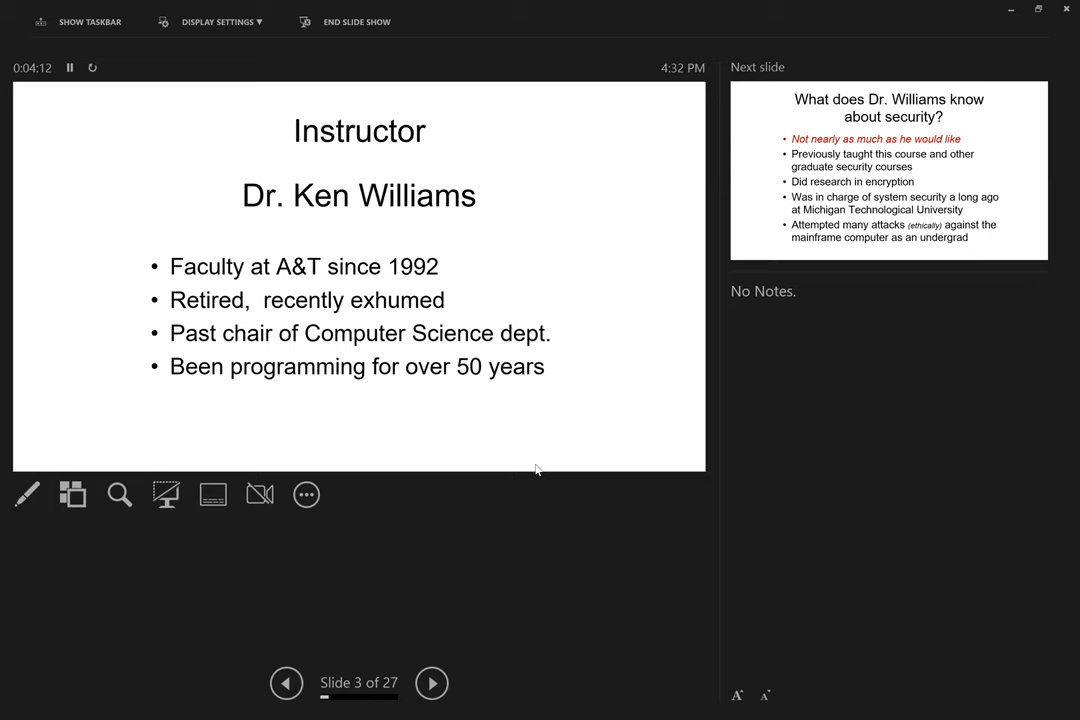 SHOW TASKBAR
DISPLAY SETTINGS ▼
END SLIDE SHOW
0:04:12
4:32 PM
Instructor
Dr. Ken Williams
• Faculty at A&T since 1992
• Retired,  recently exhumed
• Past chair of Computer Science dept.
• Been programming for over 50 years
Next slide
What does Dr. Williams know
about security?
• Not nearly as much as he would like
• Previously taught this course and other
graduate security courses
• Did research in encryption
• Was in charge of system security a long ago
at Michigan Technological University
• Attempted many attacks (ethically) against the
mainframe computer as an undergrad
No Notes.
Slide 3 of 27
A A